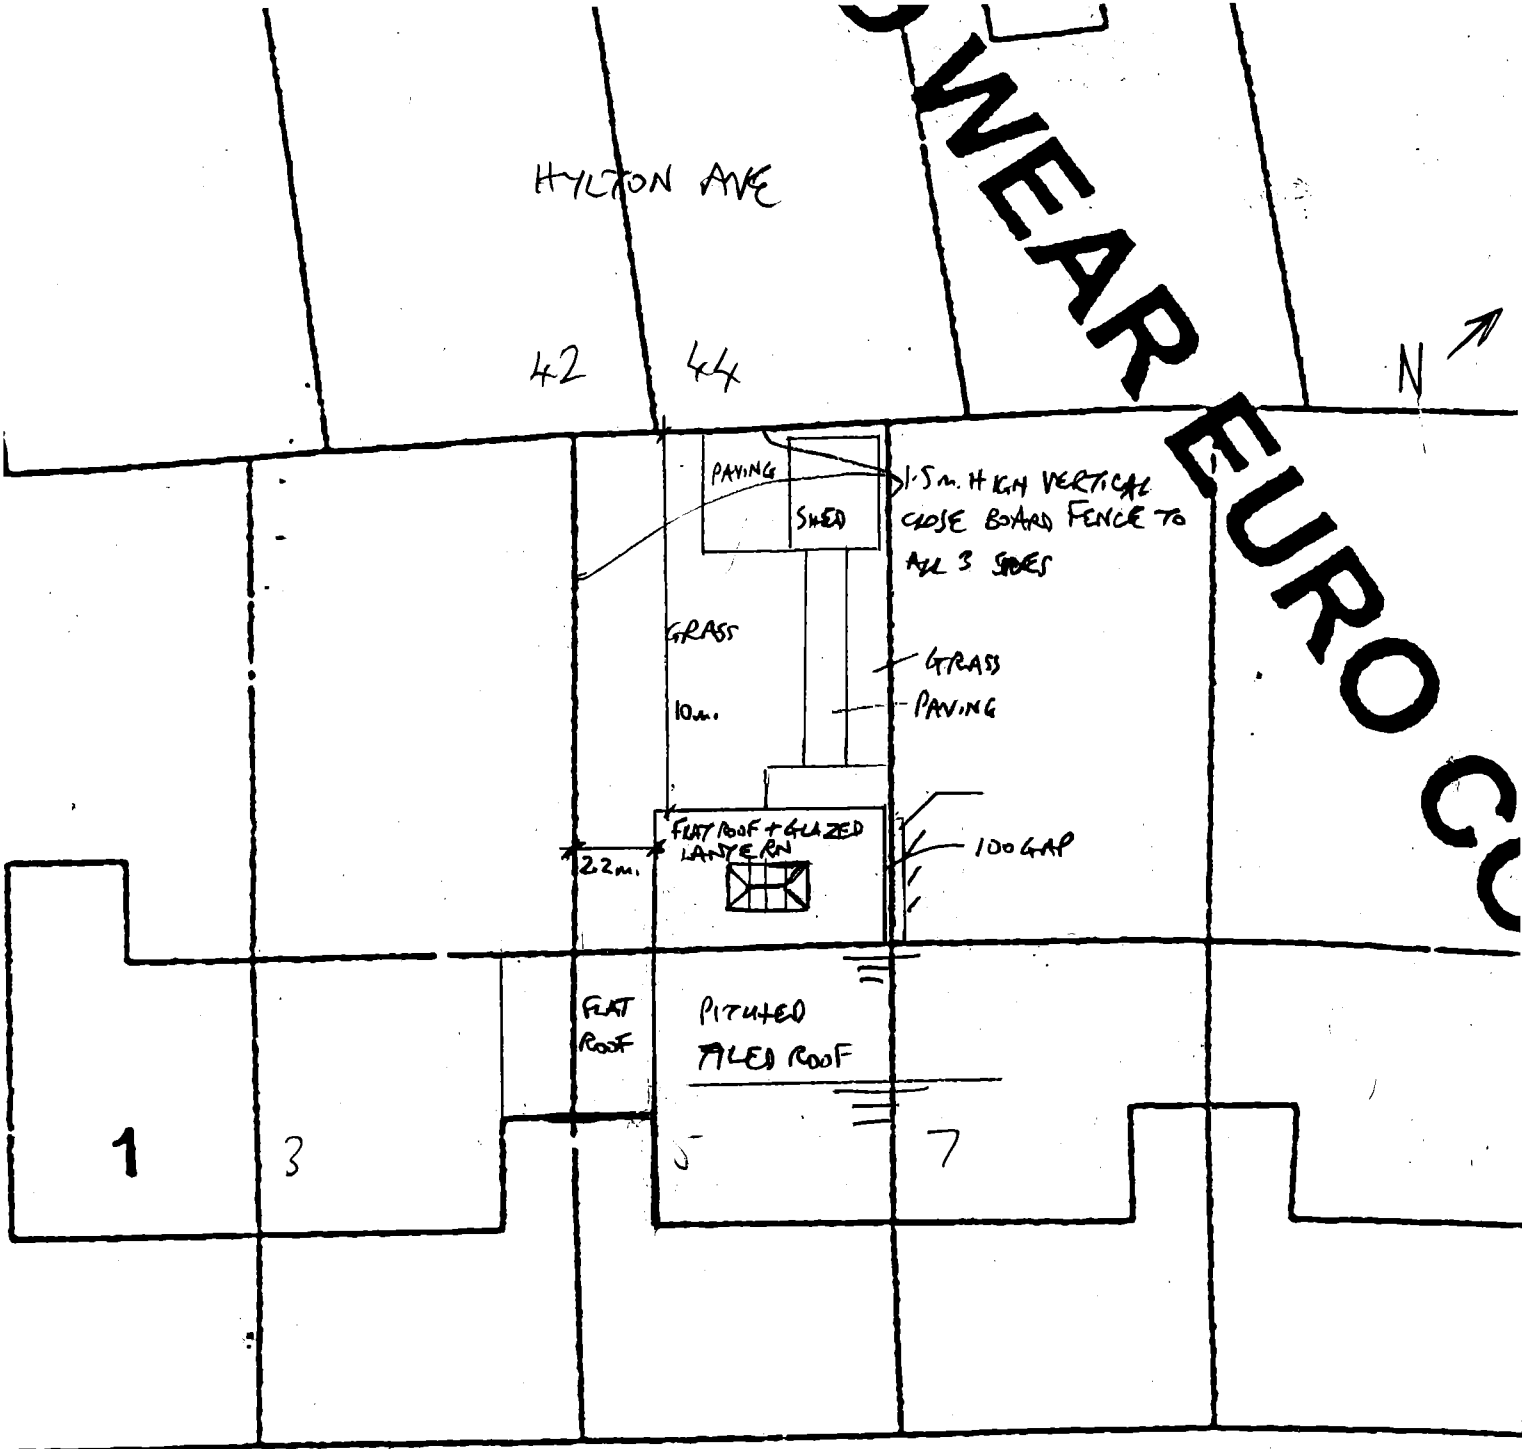 WEAR EURO CO
HYLTON AVE
42
44
N
PAVING
SHED
1.5m. HIGH VERTICAL
CLOSE BOARD FENCE TO
ALL 3 SIDES
GRASS
10m.
GRASS
PAVING
FLAT ROOF + GLAZED
LANTERN
2.2m.
100 GAP
FLAT
ROOF
PITCHED
TILED ROOF
1
3
5
7